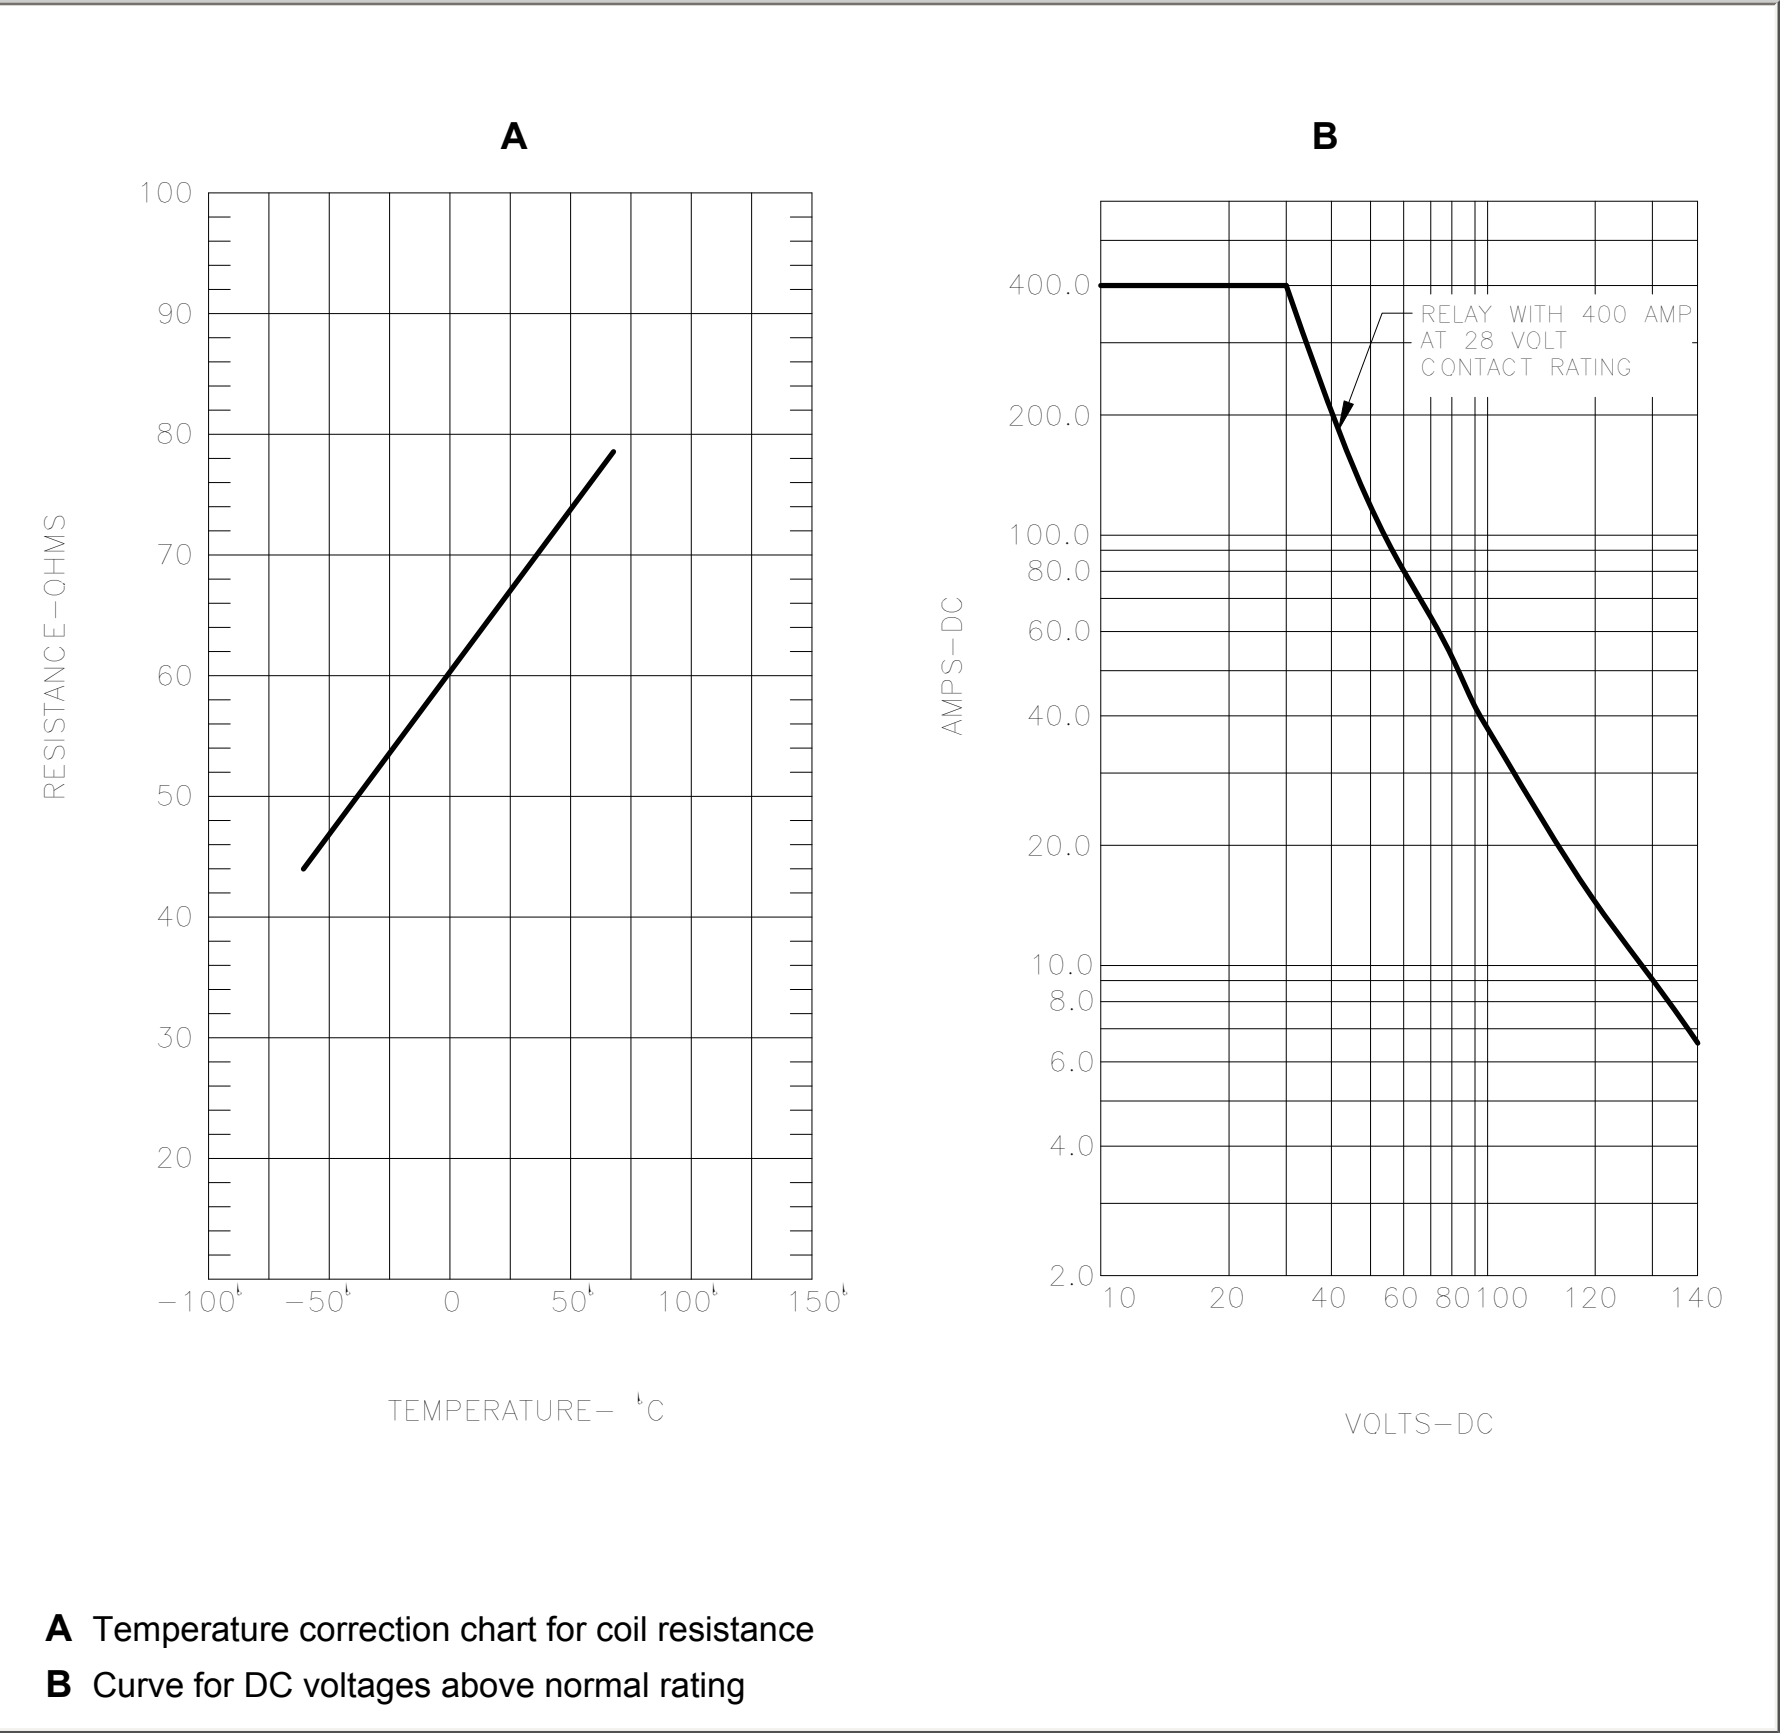 A
100
90
80
70
60
50
40
30
20
RESISTANCE-OHMS
-100° -50° 0 50° 100° 150°
TEMPERATURE- °C
B
400.0
200.0
100.0
80.0
60.0
40.0
20.0
10.0
8.0
6.0
4.0
2.0
AMPS-DC
RELAY WITH 400 AMP
AT 28 VOLT
CONTACT RATING
10 20 40 60 80 100 120 140
VOLTS-DC
A Temperature correction chart for coil resistance
B Curve for DC voltages above normal rating